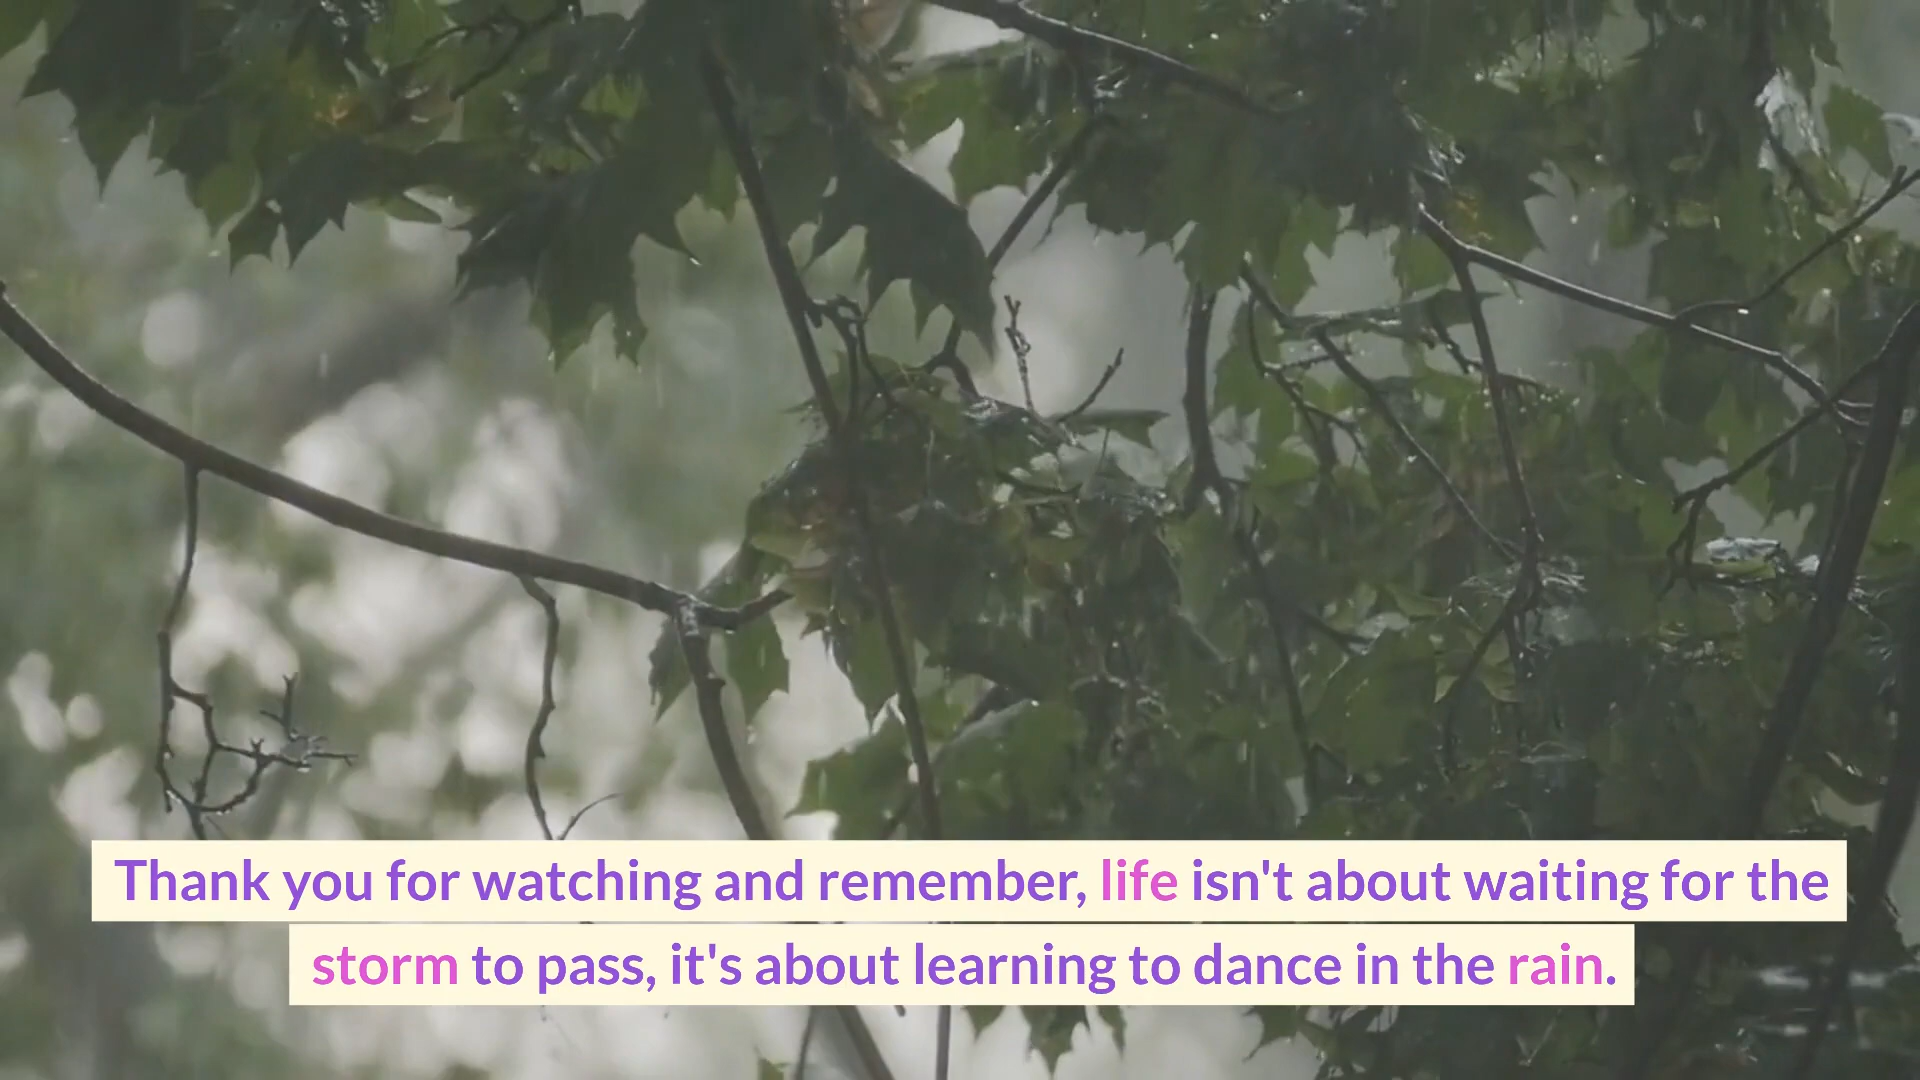 Thank you for watching and remember, life isn't about waiting for the
storm to pass, it's about learning to dance in the rain.